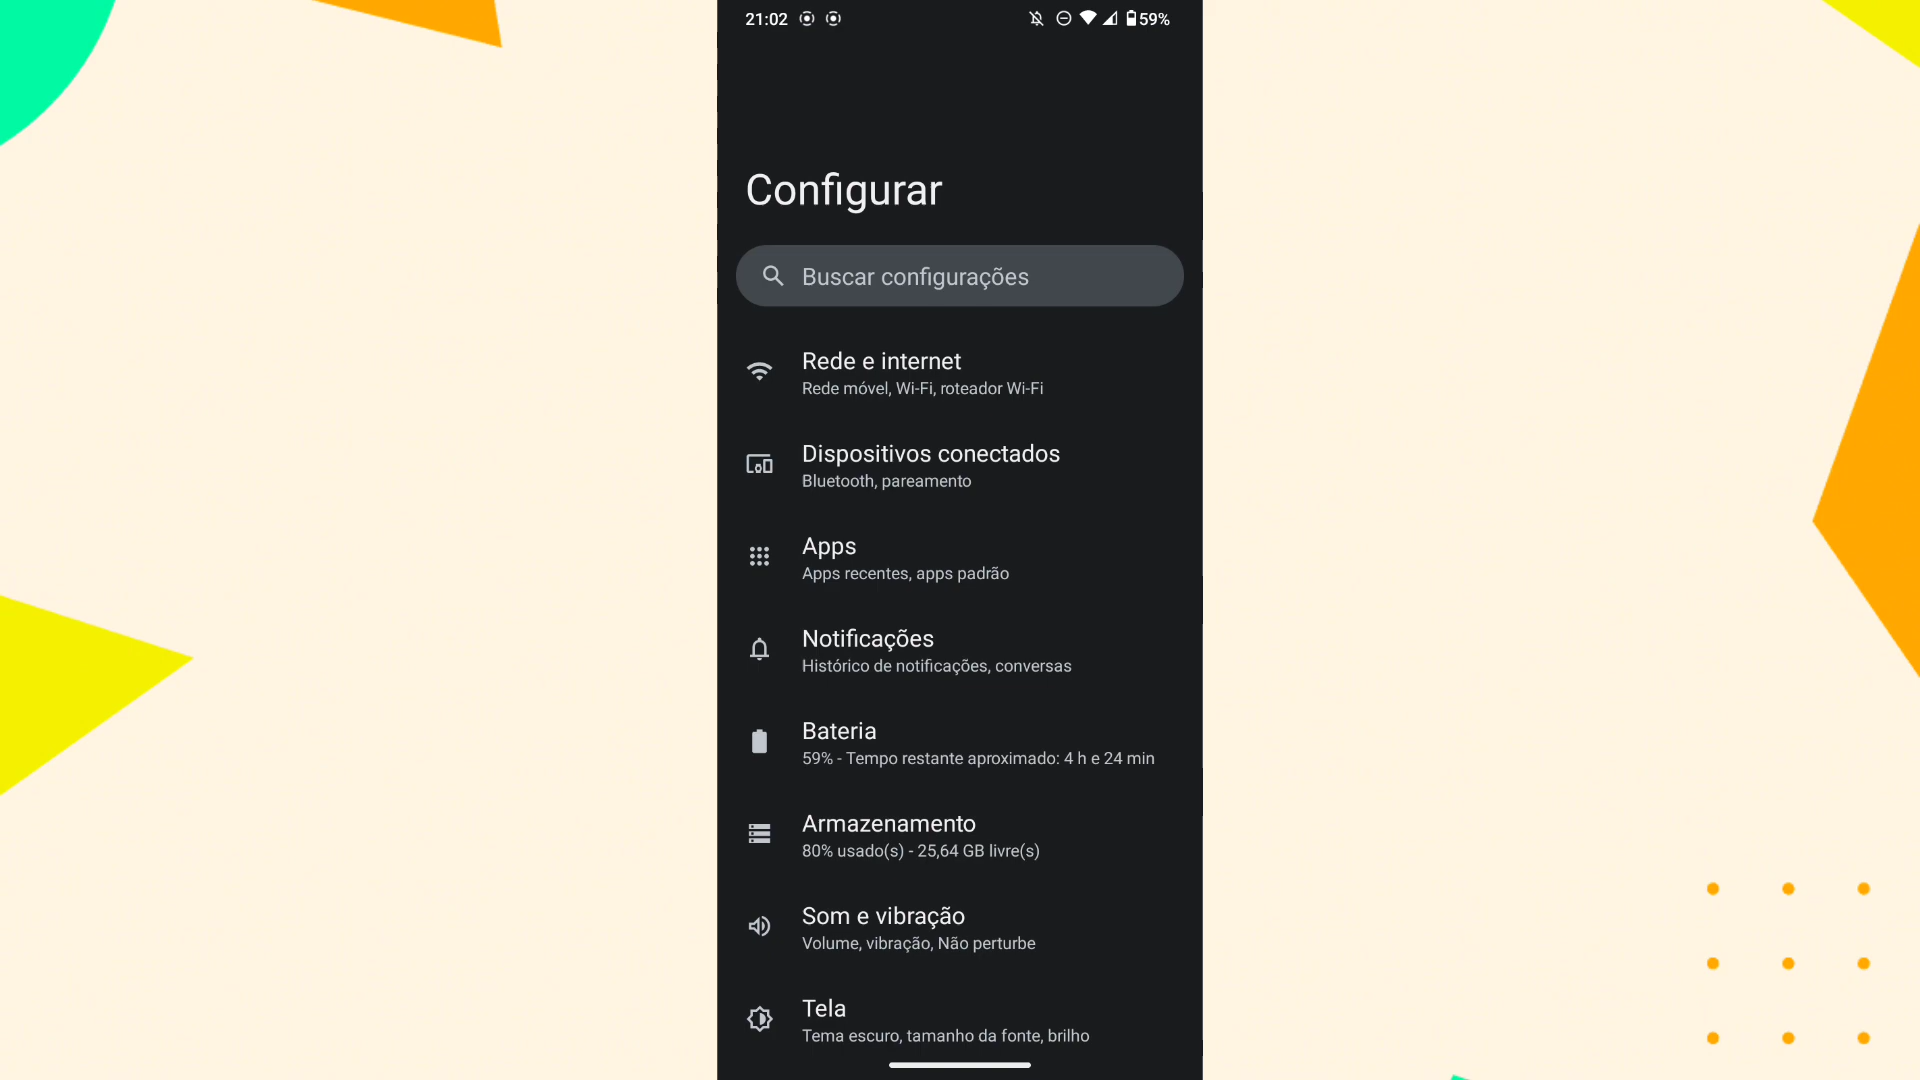 21:02
59%
Configurar
Buscar configurações
Rede e internet
Rede móvel, Wi-Fi, roteador Wi-Fi
Dispositivos conectados
Bluetooth, pareamento
Apps
Apps recentes, apps padrão
Notificações
Histórico de notificações, conversas
Bateria
59% - Tempo restante aproximado: 4 h e 24 min
Armazenamento
80% usado(s) - 25,64 GB livre(s)
Som e vibração
Volume, vibração, Não perturbe
Tela
Tema escuro, tamanho da fonte, brilho